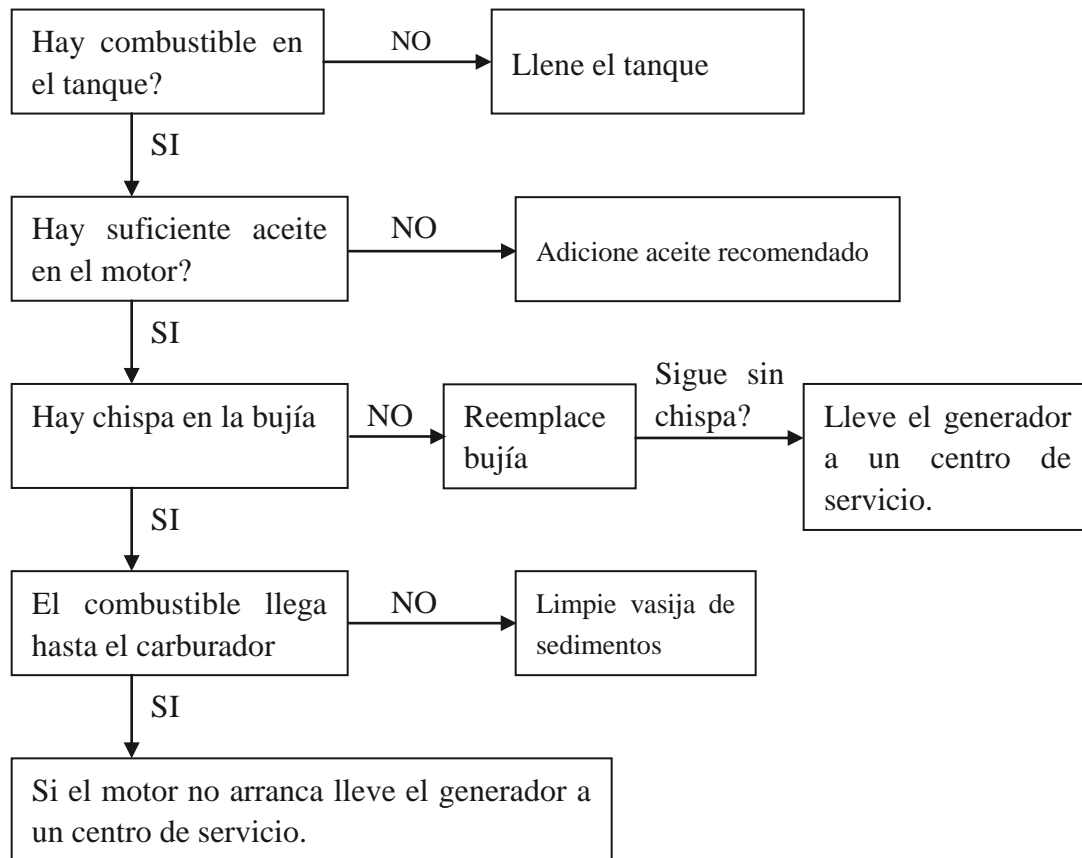 Hay combustible en
el tanque?
NO
Llene el tanque
SI
Hay suficiente aceite
en el motor?
NO
Adicione aceite recomendado
SI
Hay chispa en la bujía
NO
Reemplace
bujía
Sigue sin
chispa?
Lleve el generador
a un centro de
servicio.
SI
El combustible llega
hasta el carburador
NO
Limpie vasija de
sedimentos
SI
Si el motor no arranca lleve el generador a
un centro de servicio.